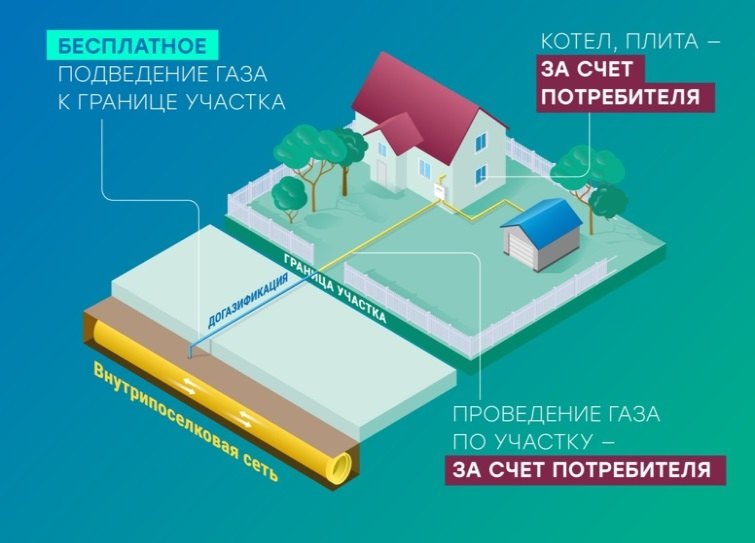 БЕСПЛАТНОЕ
ПОДВЕДЕНИЕ ГАЗА
К ГРАНИЦЕ УЧАСТКА
КОТЕЛ, ПЛИТА –
ЗА СЧЕТ
ПОТРЕБИТЕЛЯ
ДОГАЗИФИКАЦИЯ
ГРАНИЦА УЧАСТКА
Внутрипоселковая сеть
ПРОВЕДЕНИЕ ГАЗА
ПО УЧАСТКУ –
ЗА СЧЕТ ПОТРЕБИТЕЛЯ